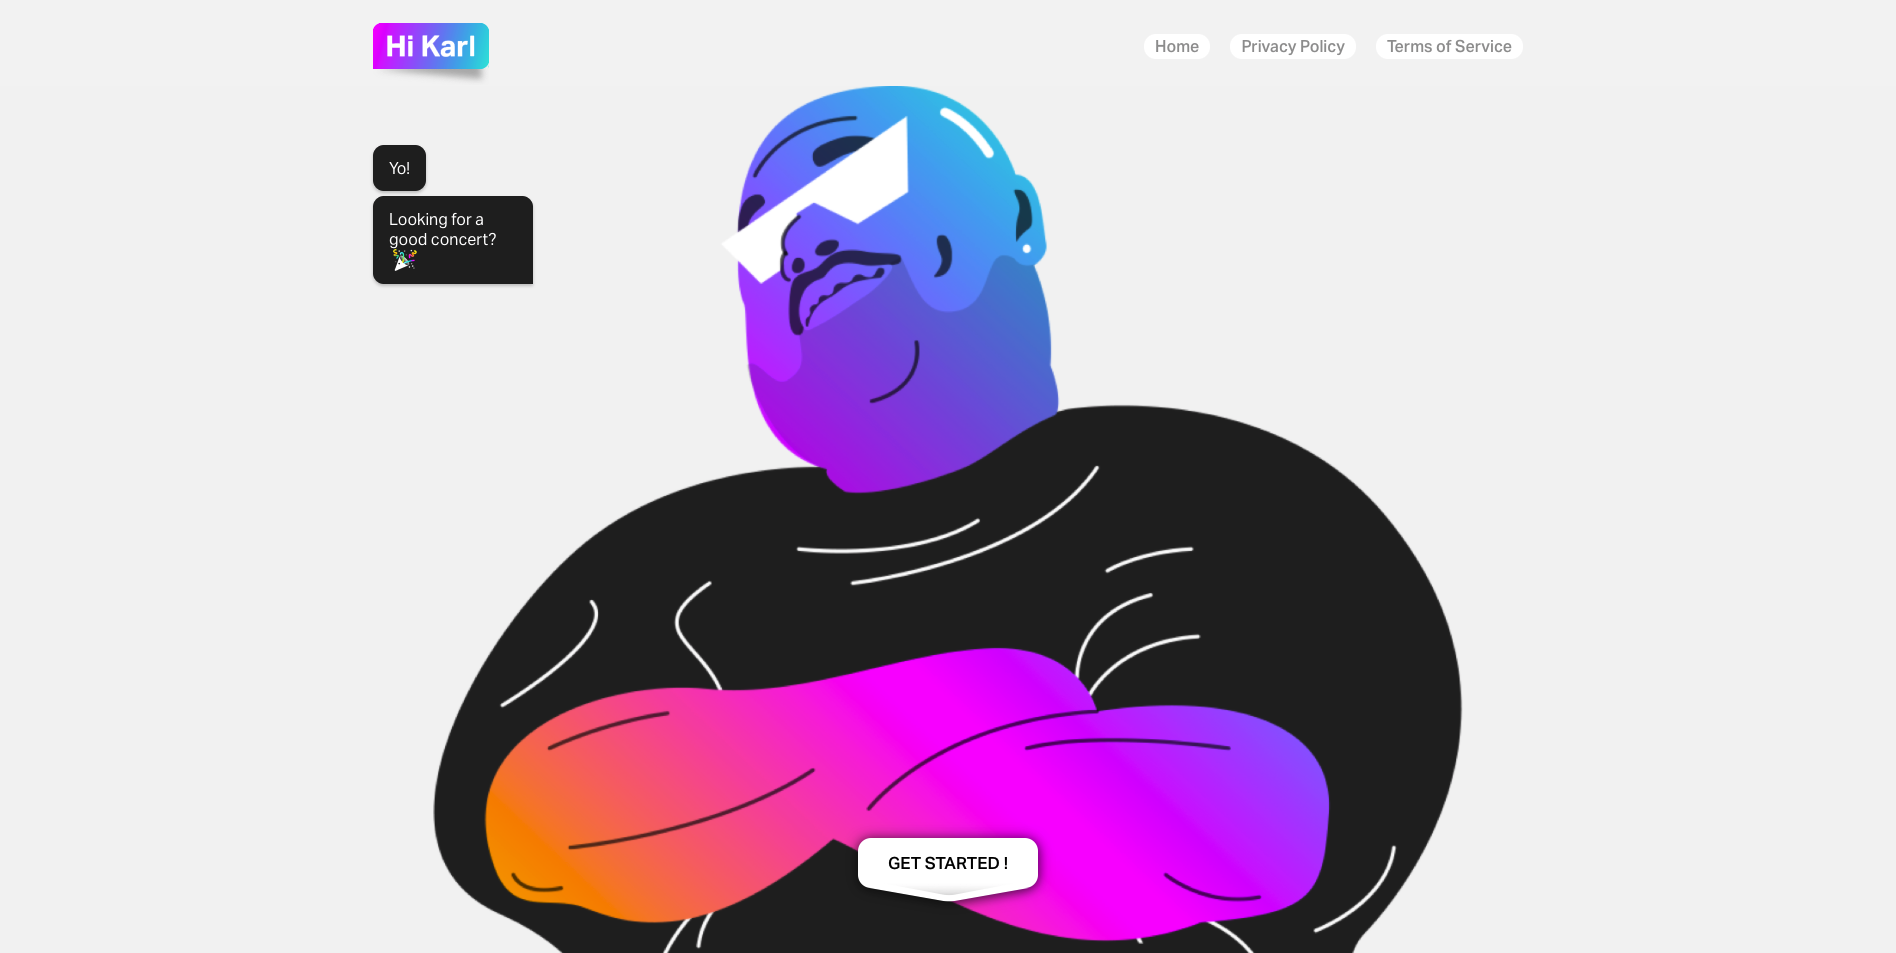 Hi Karl
Home
Privacy Policy
Terms of Service
Yo!
Looking for a
good concert?
🎉
GET STARTED !